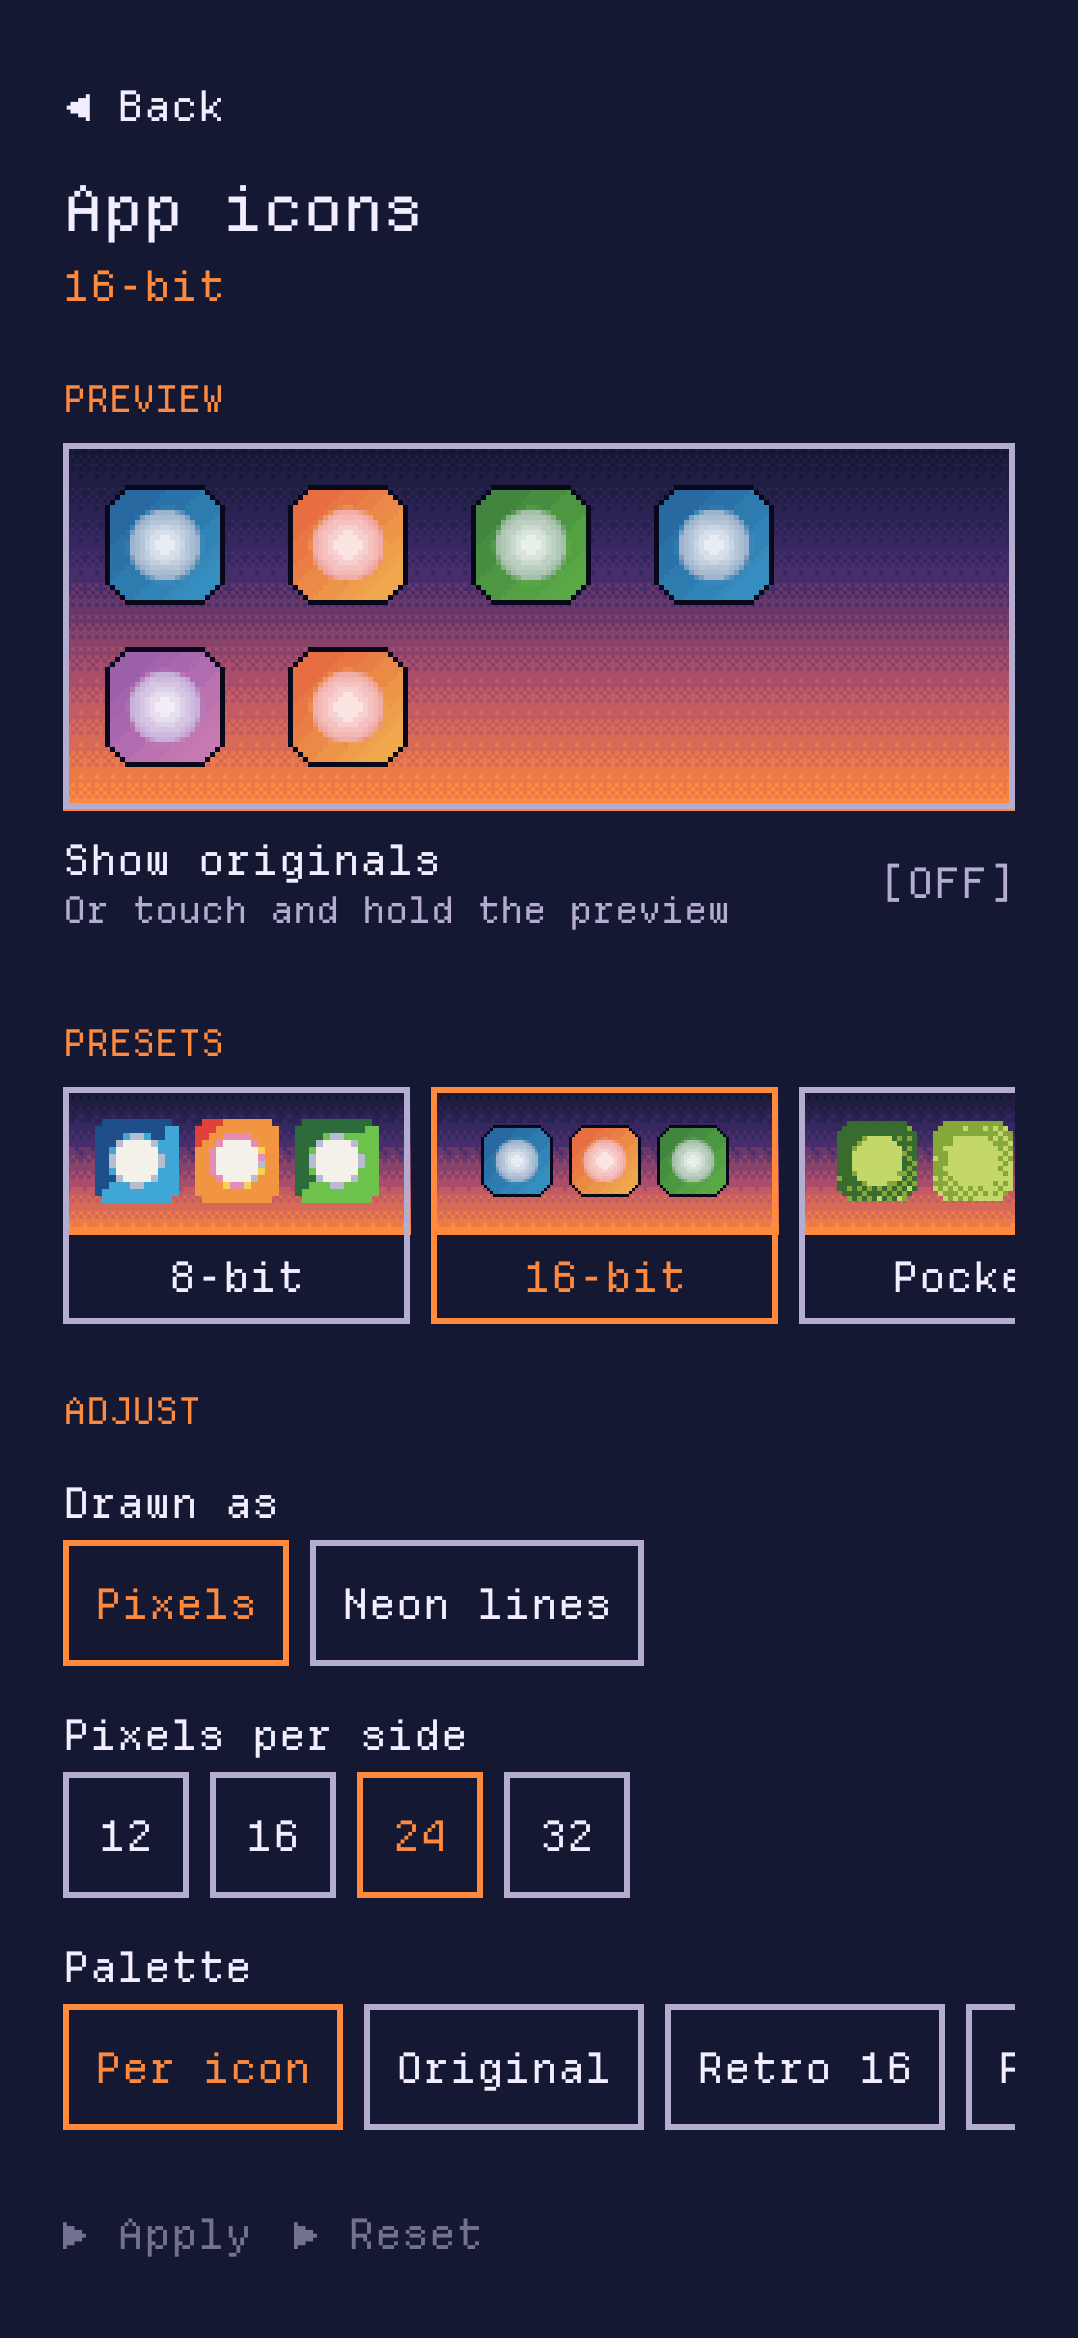 Back
App icons
16-bit
PREVIEW
Show originals
[OFF]
Or touch and hold the preview
PRESETS
8-bit
16-bit
Pocke
ADJUST
Drawn as
Pixels
Neon lines
Pixels per side
12
16
24
32
Palette
Per icon
Original
Retro 16
Apply
Reset